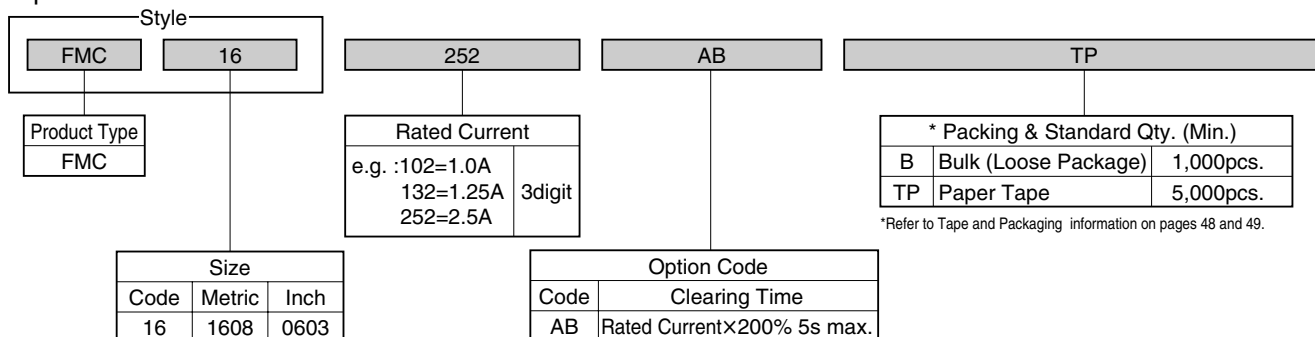 Style
FMC 16 252 AB TP
Product Type
FMC
Rated Current
e.g. :102=1.0A
132=1.25A
252=2.5A
3digit
* Packing & Standard Qty. (Min.)
B Bulk (Loose Package) 1,000pcs.
TP Paper Tape 5,000pcs.
*Refer to Tape and Packaging information on pages 48 and 49.
Size
Code Metric Inch
16 1608 0603
Option Code
Code Clearing Time
AB Rated Current×200% 5s max.